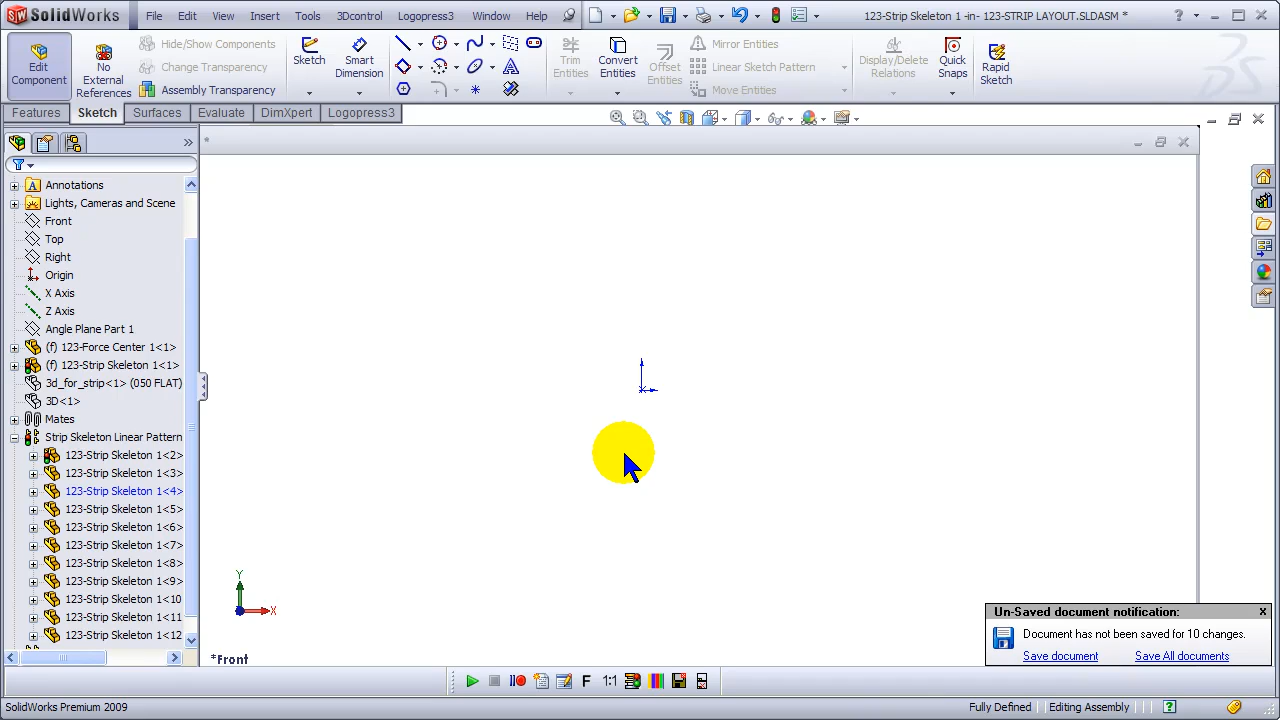 SolidWorks
File Edit View Insert Tools 3Dcontrol Logopress3 Window Help
123-Strip Skeleton 1 -in- 123-STRIP LAYOUT.SLDASM *
Edit Component
No External References
Hide/Show Components
Change Transparency
Assembly Transparency
Sketch
Smart Dimension
Trim Entities
Convert Entities
Offset Entities
Mirror Entities
Linear Sketch Pattern
Move Entities
Display/Delete Relations
Quick Snaps
Rapid Sketch
Features Sketch Surfaces Evaluate DimXpert Logopress3
Annotations
Lights, Cameras and Scene
Front
Top
Right
Origin
X Axis
Z Axis
Angle Plane Part 1
(f) 123-Force Center 1<1>
(f) 123-Strip Skeleton 1<1>
3d_for_strip<1> (050 FLAT)
3D<1>
Mates
Strip Skeleton Linear Pattern
123-Strip Skeleton 1<2>
123-Strip Skeleton 1<3>
123-Strip Skeleton 1<4>
123-Strip Skeleton 1<5>
123-Strip Skeleton 1<6>
123-Strip Skeleton 1<7>
123-Strip Skeleton 1<8>
123-Strip Skeleton 1<9>
123-Strip Skeleton 1<10
123-Strip Skeleton 1<11
123-Strip Skeleton 1<12
Y
X
*Front
Un-Saved document notification:
Document has not been saved for 10 changes.
Save document Save All documents
F 1:1
SolidWorks Premium 2009
Fully Defined Editing Assembly